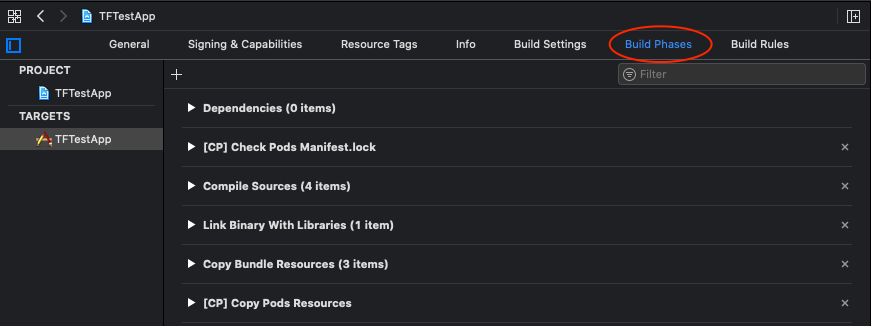 TFTestApp
General Signing & Capabilities Resource Tags Info Build Settings Build Phases Build Rules
PROJECT
TFTestApp
TARGETS
TFTestApp
+ Filter
Dependencies (0 items)
[CP] Check Pods Manifest.lock
Compile Sources (4 items)
Link Binary With Libraries (1 item)
Copy Bundle Resources (3 items)
[CP] Copy Pods Resources